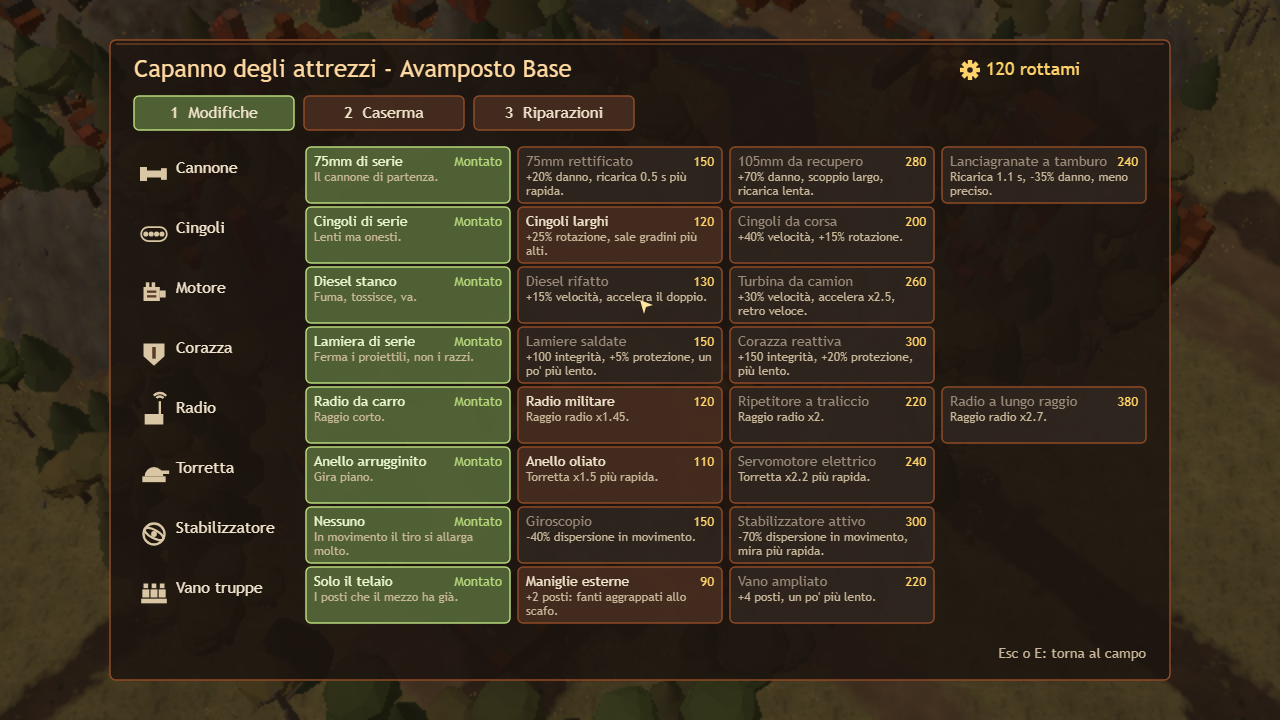 Capanno degli attrezzi - Avamposto Base
120 rottami
1 Modifiche
2 Caserma
3 Riparazioni
Cannone
75mm di serie Montato
Il cannone di partenza.
75mm rettificato 150
+20% danno, ricarica 0.5 s più
rapida.
105mm da recupero 280
+70% danno, scoppio largo,
ricarica lenta.
Lanciagranate a tamburo 240
Ricarica 1.1 s, -35% danno, meno
preciso.
Cingoli
Cingoli di serie Montato
Lenti ma onesti.
Cingoli larghi 120
+25% rotazione, sale gradini più
alti.
Cingoli da corsa 200
+40% velocità, +15% rotazione.
Motore
Diesel stanco Montato
Fuma, tossisce, va.
Diesel rifatto 130
+15% velocità, accelera il doppio.
Turbina da camion 260
+30% velocità, accelera x2.5,
retro veloce.
Corazza
Lamiera di serie Montato
Ferma i proiettili, non i razzi.
Lamiere saldate 150
+100 integrità, +5% protezione, un
po' più lento.
Corazza reattiva 300
+150 integrità, +20% protezione,
più lento.
Radio
Radio da carro Montato
Raggio corto.
Radio militare 120
Raggio radio x1.45.
Ripetitore a traliccio 220
Raggio radio x2.
Radio a lungo raggio 380
Raggio radio x2.7.
Torretta
Anello arrugginito Montato
Gira piano.
Anello oliato 110
Torretta x1.5 più rapida.
Servomotore elettrico 240
Torretta x2.2 più rapida.
Stabilizzatore
Nessuno Montato
In movimento il tiro si allarga
molto.
Giroscopio 150
-40% dispersione in movimento.
Stabilizzatore attivo 300
-70% dispersione in movimento,
mira più rapida.
Vano truppe
Solo il telaio Montato
I posti che il mezzo ha già.
Maniglie esterne 90
+2 posti: fanti aggrappati allo
scafo.
Vano ampliato 220
+4 posti, un po' più lento.
Esc o E: torna al campo